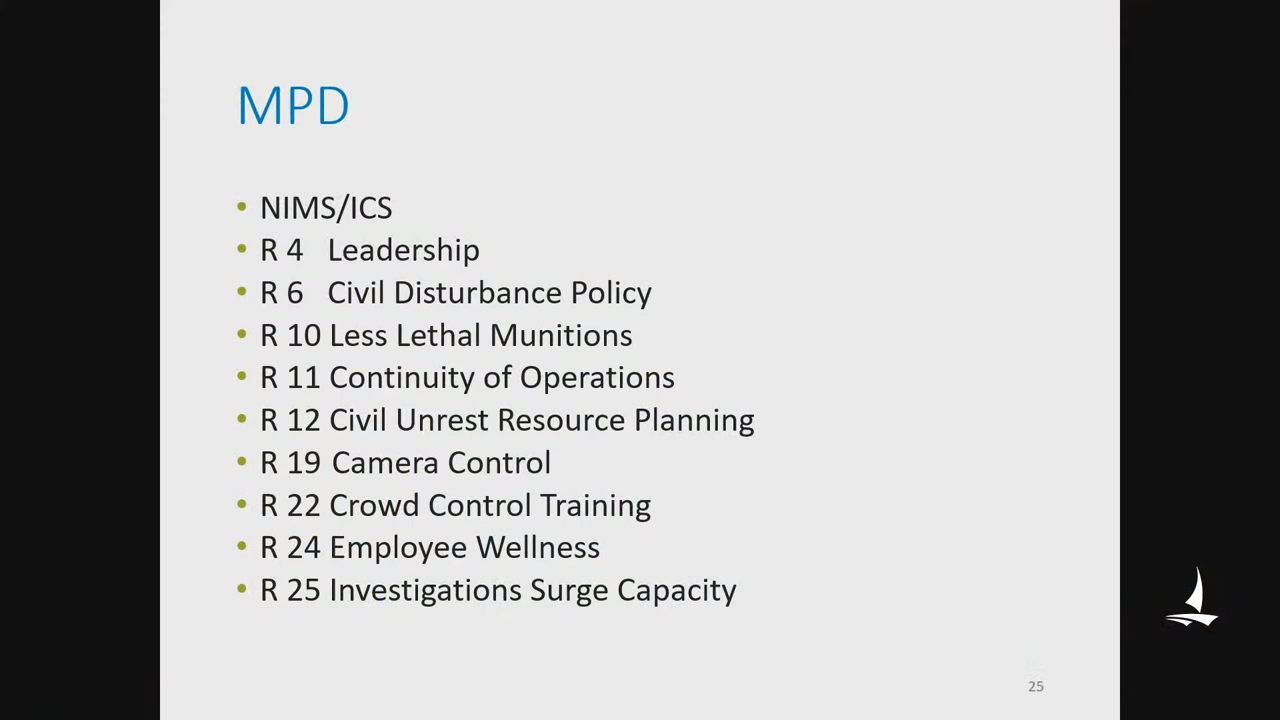 MPD
• NIMS/ICS
• R 4 Leadership
• R 6 Civil Disturbance Policy
• R 10 Less Lethal Munitions
• R 11 Continuity of Operations
• R 12 Civil Unrest Resource Planning
• R 19 Camera Control
• R 22 Crowd Control Training
• R 24 Employee Wellness
• R 25 Investigations Surge Capacity
25